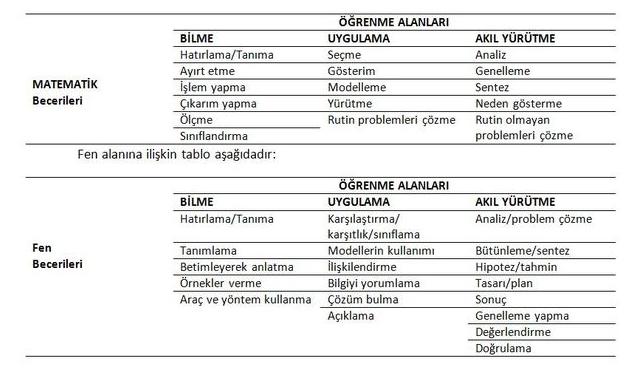 ÖĞRENME ALANLARI
BİLME UYGULAMA AKIL YÜRÜTME
MATEMATİK Becerileri
Hatırlama/Tanıma Seçme Analiz
Ayırt etme Gösterim Genelleme
İşlem yapma Modelleme Sentez
Çıkarım yapma Yürütme Neden gösterme
Ölçme Rutin problemleri çözme Rutin olmayan
Sınıflandırma problemleri çözme
Fen alanına ilişkin tablo aşağıdadır:
ÖĞRENME ALANLARI
BİLME UYGULAMA AKIL YÜRÜTME
Fen Becerileri
Hatırlama/Tanıma Karşılaştırma/ Analiz/problem çözme
karşıtlık/sınıflama
Tanımlama Modellerin kullanımı Bütünleme/sentez
Betimleyerek anlatma İlişkilendirme Hipotez/tahmin
Örnekler verme Bilgiyi yorumlama Tasarı/plan
Araç ve yöntem kullanma Çözüm bulma Sonuç
Açıklama Genelleme yapma
Değerlendirme
Doğrulama